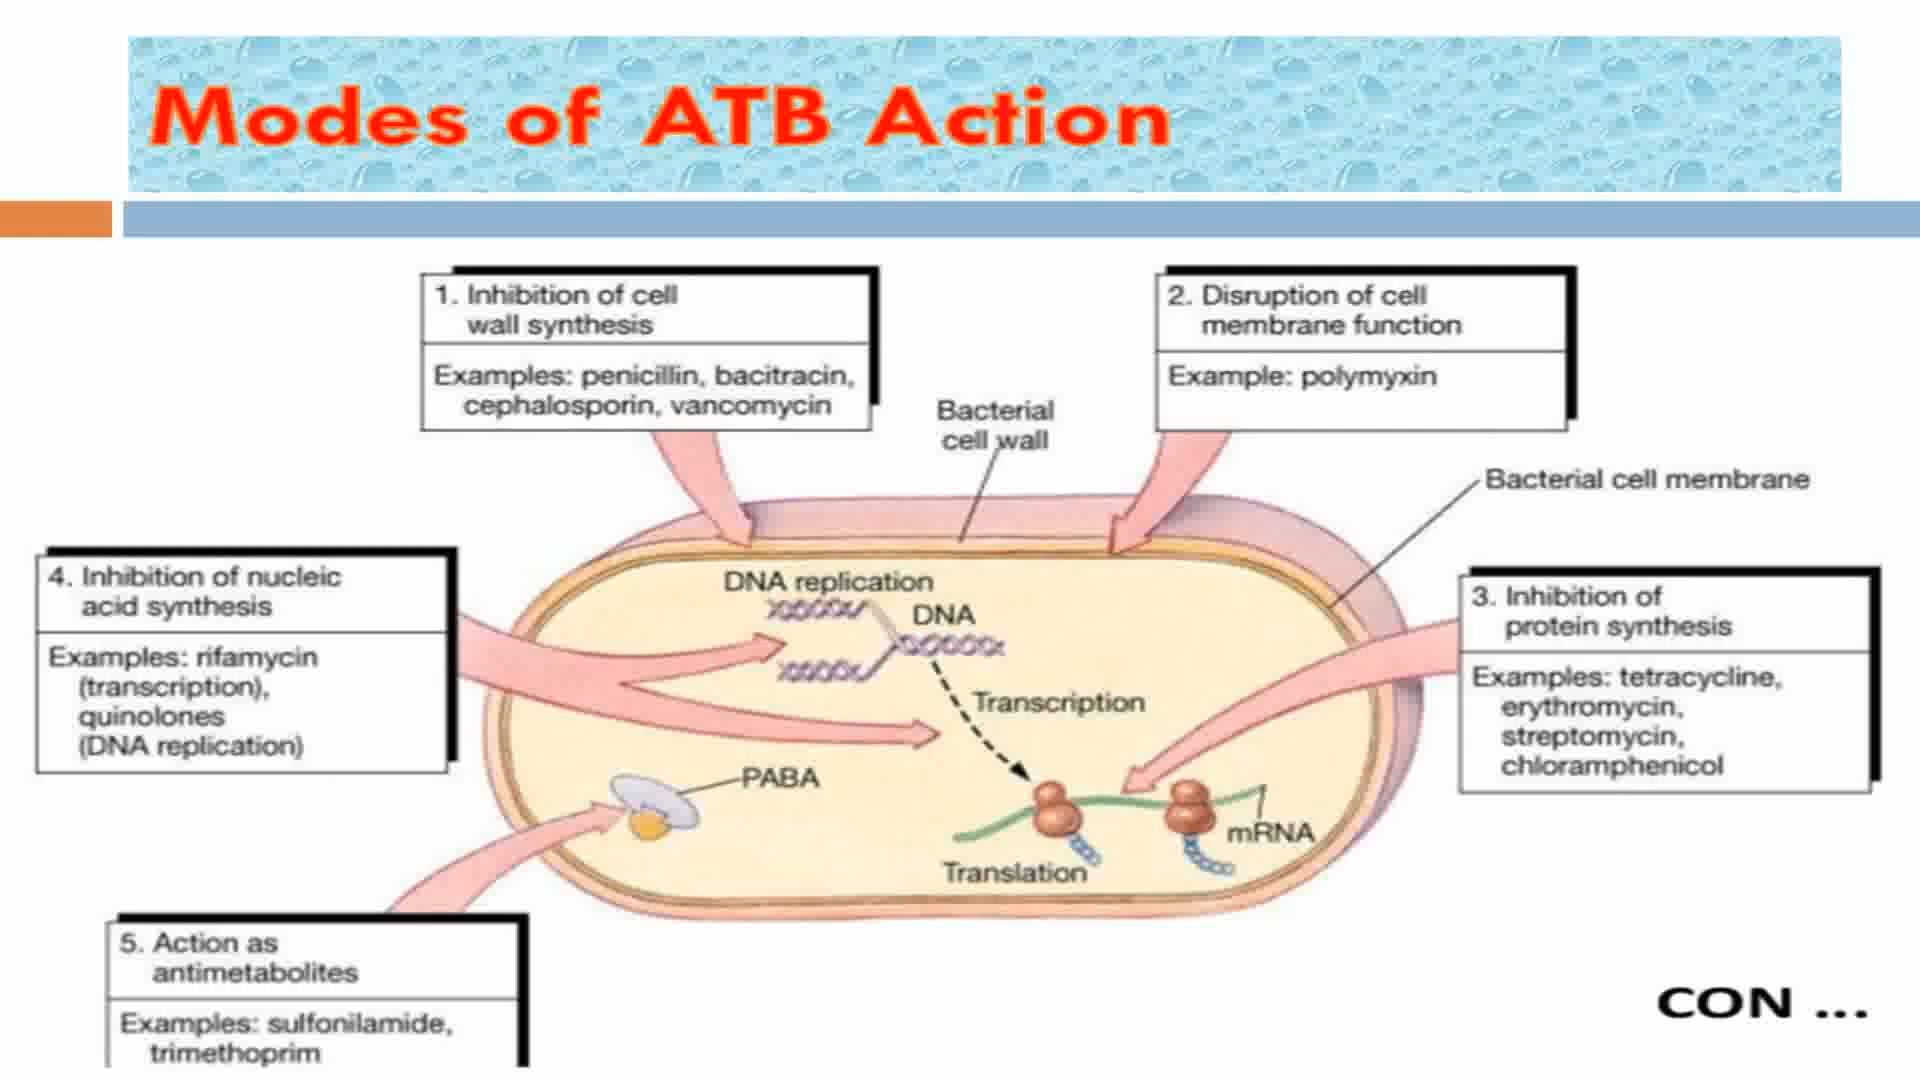 Modes of ATB Action
1. Inhibition of cell
wall synthesis
Examples: penicillin, bacitracin,
cephalosporin, vancomycin
2. Disruption of cell
membrane function
Example: polymyxin
Bacterial
cell wall
Bacterial cell membrane
4. Inhibition of nucleic
acid synthesis
Examples: rifamycin
(transcription),
quinolones
(DNA replication)
DNA replication
DNA
Transcription
3. Inhibition of
protein synthesis
Examples: tetracycline,
erythromycin,
streptomycin,
chloramphenicol
PABA
mRNA
Translation
5. Action as
antimetabolites
Examples: sulfonilamide,
trimethoprim
CON ...